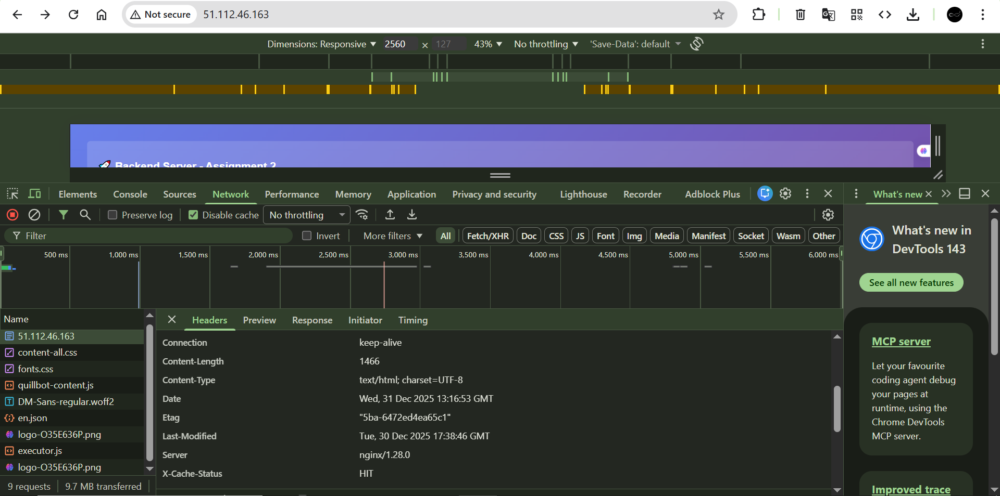 Not secure 51.112.46.163
Dimensions: Responsive ▼ 2560 × 127 43% ▼ No throttling ▼ 'Save-Data': default ▼
🚀 Backend Server - Assignment 2
Elements Console Sources Network Performance Memory Application Privacy and security Lighthouse Recorder Adblock Plus
What's new
Preserve log Disable cache No throttling
Filter Invert More filters ▼ All Fetch/XHR Doc CSS JS Font Img Media Manifest Socket Wasm Other
500 ms 1,000 ms 1,500 ms 2,000 ms 2,500 ms 3,000 ms 3,500 ms 4,000 ms 4,500 ms 5,000 ms 5,500 ms 6,000 ms
Name
51.112.46.163
content-all.css
fonts.css
quillbot-content.js
DM-Sans-regular.woff2
en.json
logo-O35E636P.png
executor.js
logo-O35E636P.png
9 requests 9.7 MB transferred
Headers Preview Response Initiator Timing
Connection keep-alive
Content-Length 1466
Content-Type text/html; charset=UTF-8
Date Wed, 31 Dec 2025 13:16:53 GMT
Etag "5ba-6472ed4ea65c1"
Last-Modified Tue, 30 Dec 2025 17:38:46 GMT
Server nginx/1.28.0
X-Cache-Status HIT
What's new in
DevTools 143
See all new features
MCP server
Let your favourite
coding agent debug
your pages at
runtime, using the
Chrome DevTools
MCP server.
Improved trace